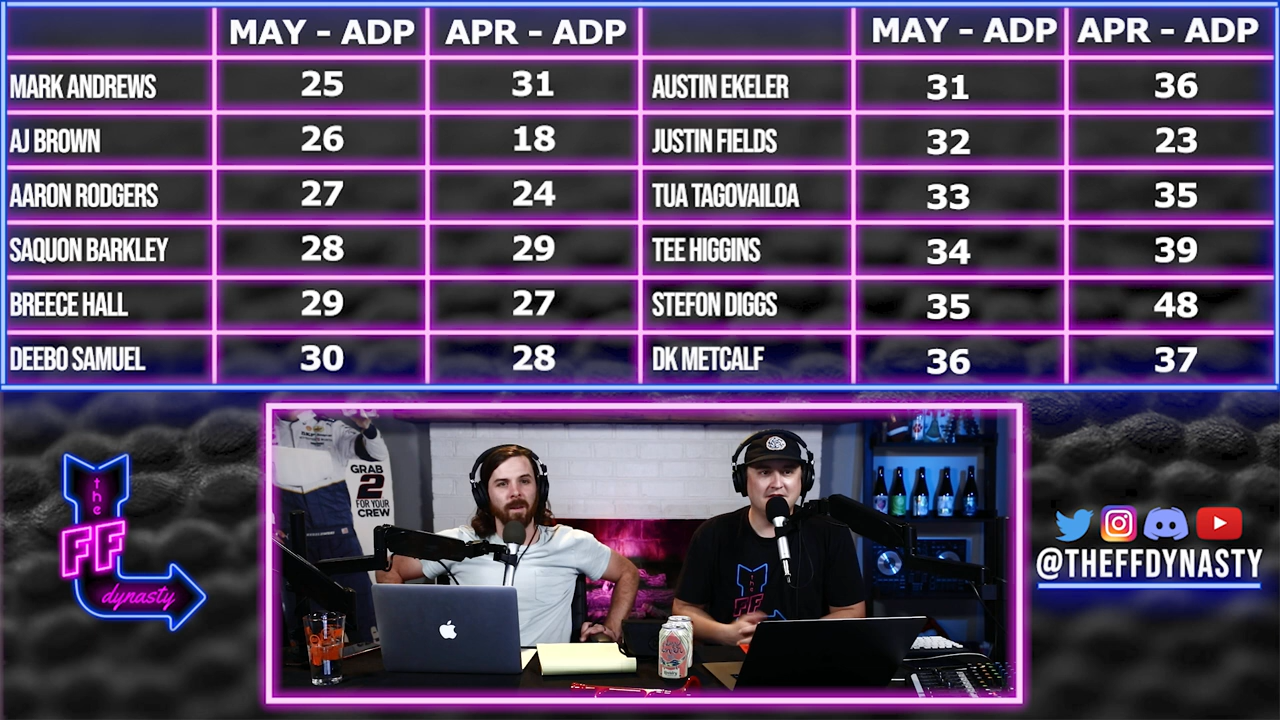 MAY - ADP APR - ADP MAY - ADP APR - ADP
MARK ANDREWS 25 31 AUSTIN EKELER 31 36
AJ BROWN 26 18 JUSTIN FIELDS 32 23
AARON RODGERS 27 24 TUA TAGOVAILOA 33 35
SAQUON BARKLEY 28 29 TEE HIGGINS 34 39
BREECE HALL 29 27 STEFON DIGGS 35 48
DEEBO SAMUEL 30 28 DK METCALF 36 37
the
FF
dynasty
GRAB
2
FOR YOUR
CREW
the
FF
@THEFFDYNASTY